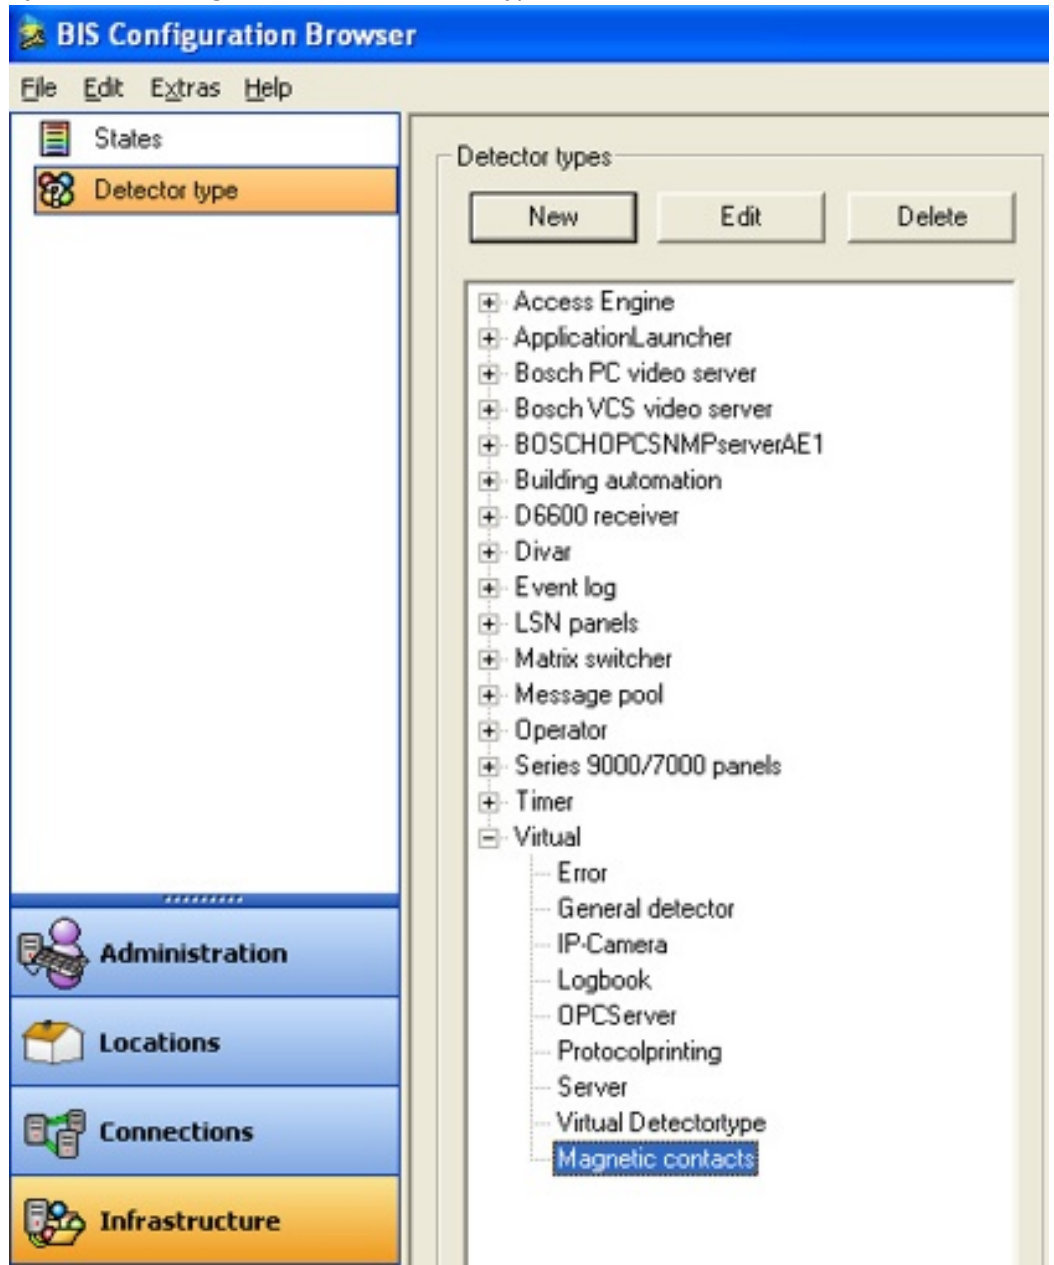 BIS Configuration Browser
File Edit Extras Help
States
Detector type
Administration
Locations
Connections
Infrastructure
Detector types
New Edit Delete
Access Engine
ApplicationLauncher
Bosch PC video server
Bosch VCS video server
BOSCHOPCSNMPserverAE1
Building automation
D6600 receiver
Divar
Event log
LSN panels
Matrix switcher
Message pool
Operator
Series 9000/7000 panels
Timer
Virtual
Error
General detector
IP-Camera
Logbook
OPCServer
Protocolprinting
Server
Virtual Detectortype
Magnetic contacts